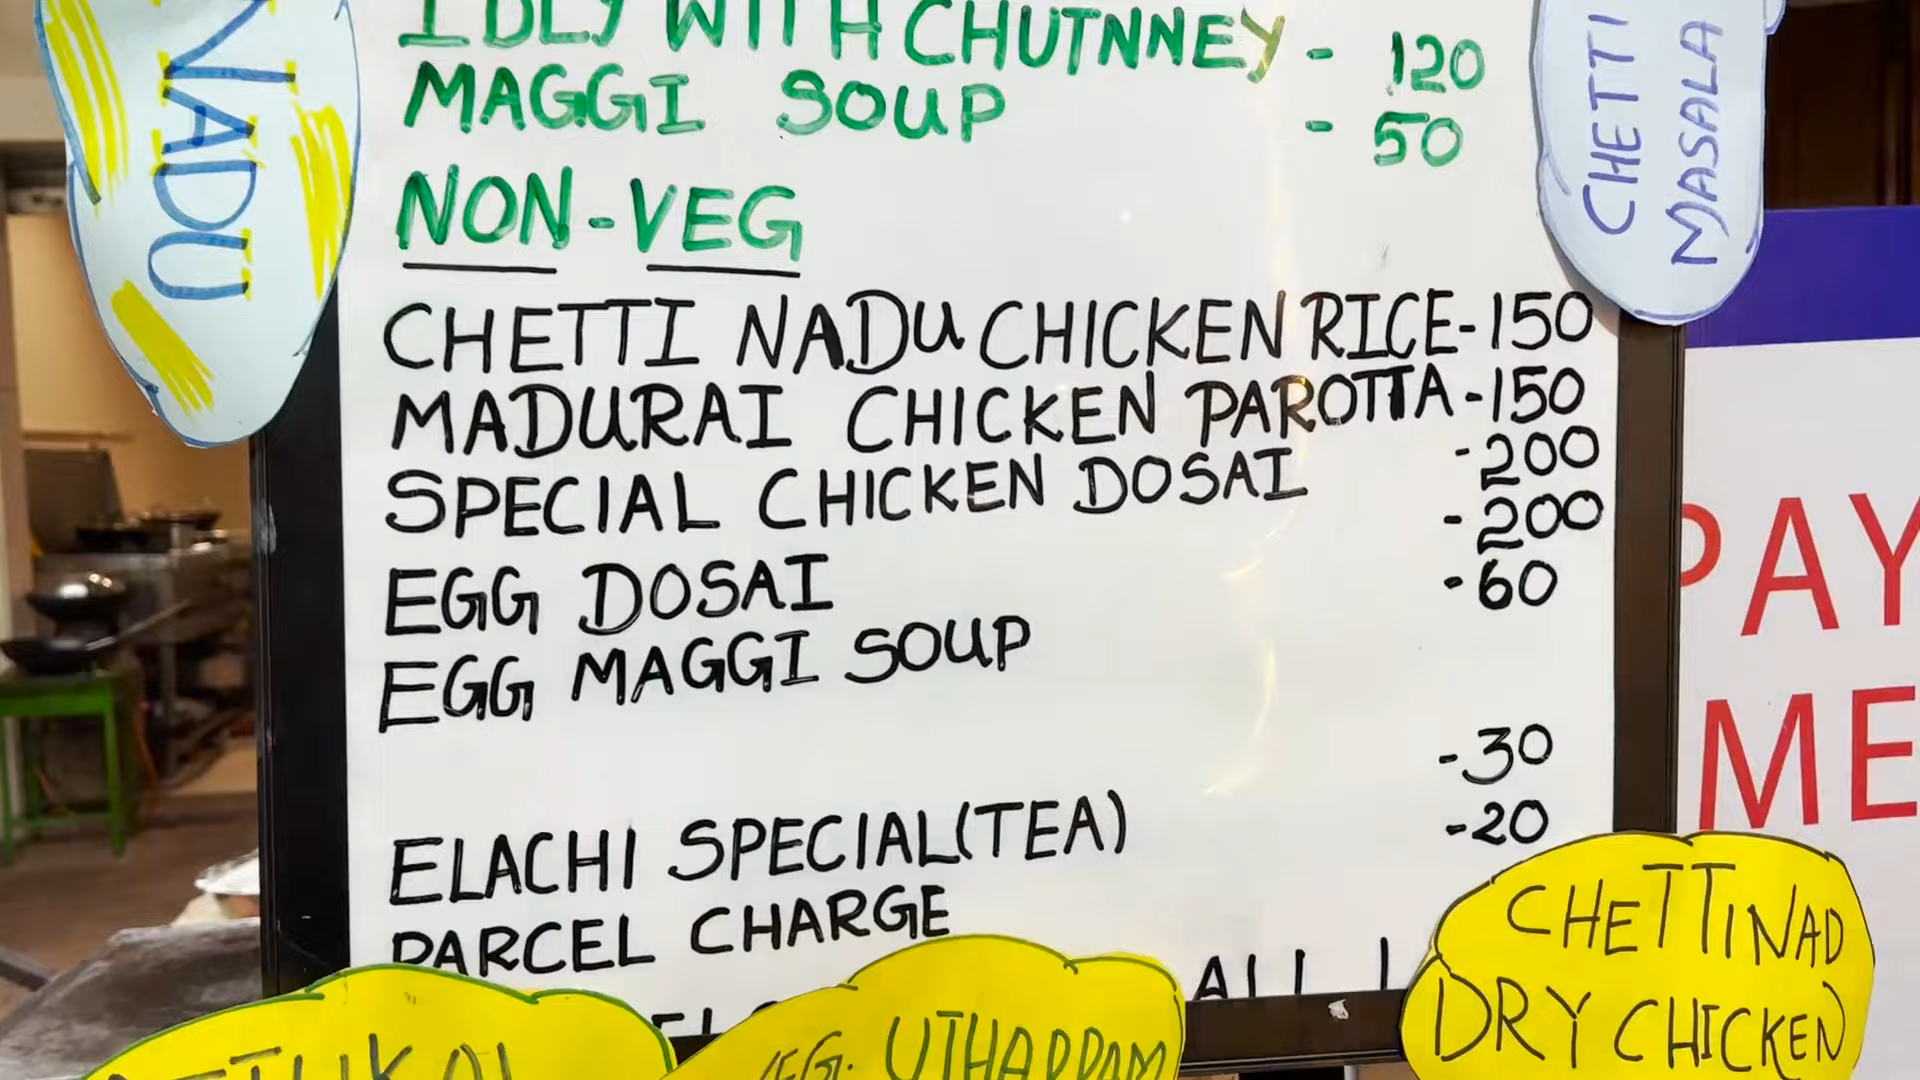 NADU
IDLY WITH CHUTNNEY - 120
MAGGI SOUP - 50
NON-VEG
CHETTI NADU CHICKEN RICE-150
MADURAI CHICKEN PAROTTA-150
SPECIAL CHICKEN DOSAI -200
EGG DOSAI -200
EGG MAGGI SOUP -60
ELACHI SPECIAL(TEA) -30
PARCEL CHARGE -20
ALL
CHETTI
MASALA
PAY
ME
UTHAPPAM
CHETTINAD
DRY CHICKEN